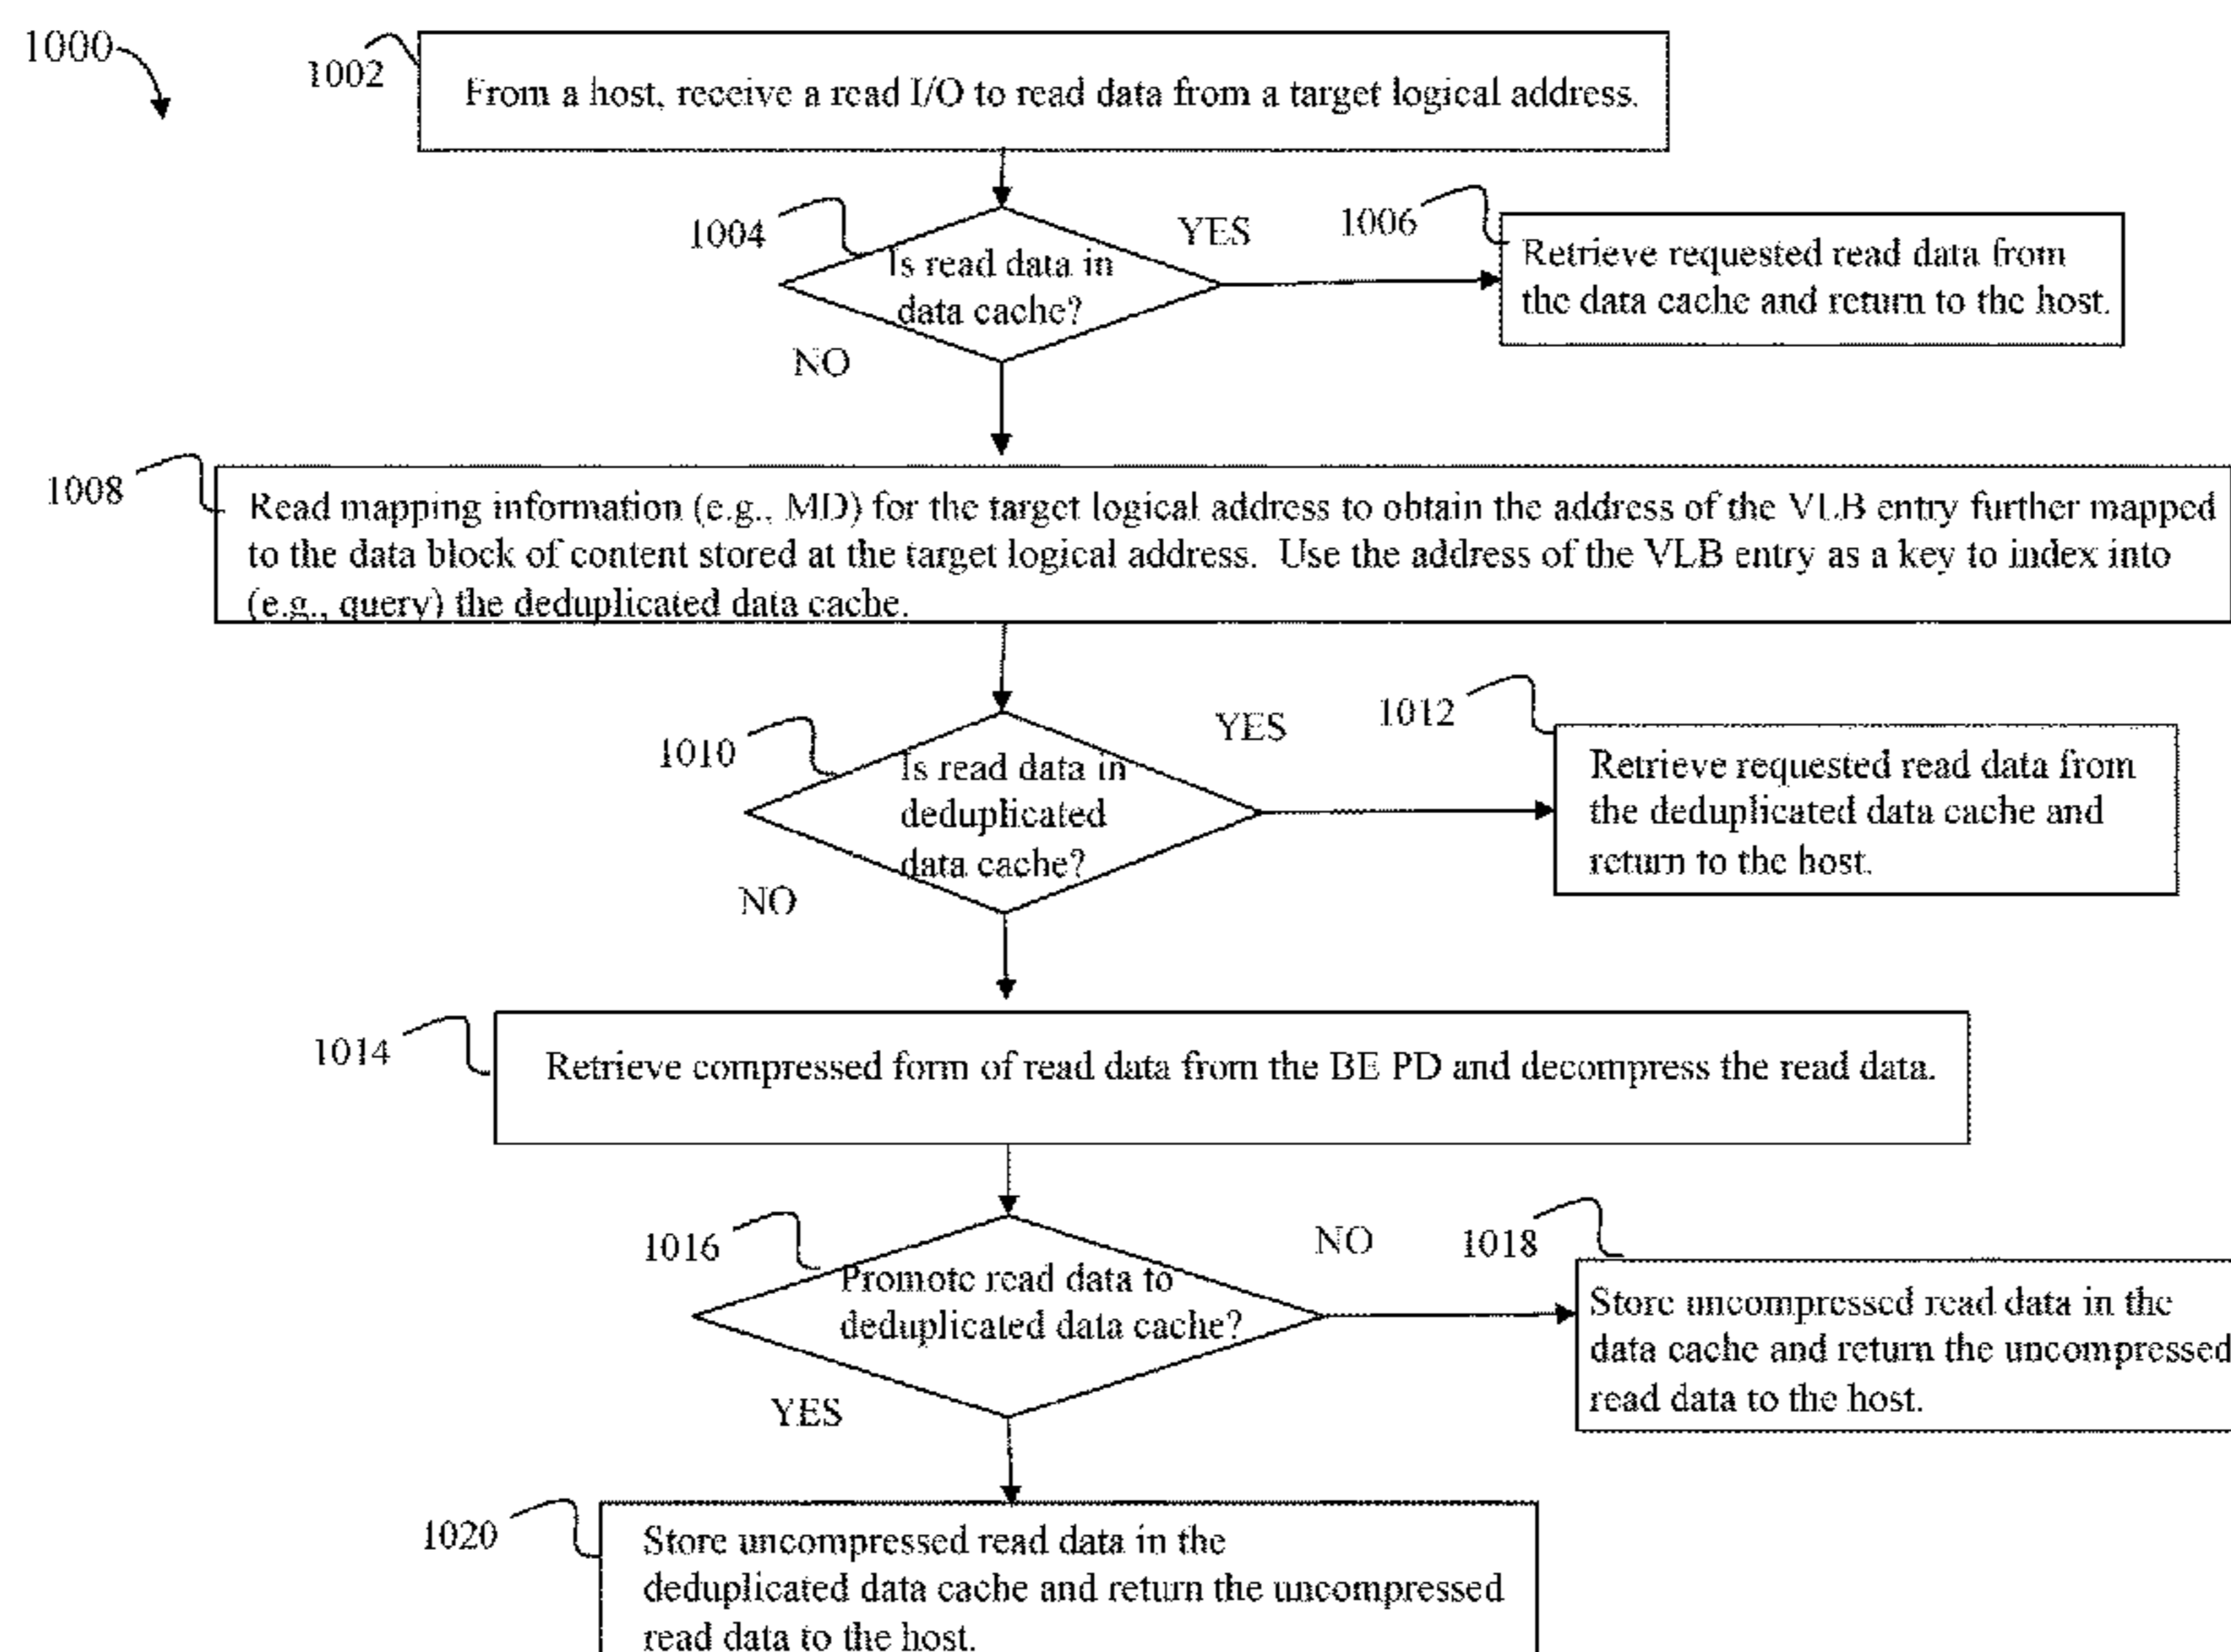 1000
1002
From a host, receive a read I/O to read data from a target logical address.
1004
Is read data in
data cache?
YES
NO
1006
Retrieve requested read data from
the data cache and return to the host.
1008
Read mapping information (e.g., MD) for the target logical address to obtain the address of the VLB entry further mapped
to the data block of content stored at the target logical address. Use the address of the VLB entry as a key to index into
(e.g., query) the deduplicated data cache.
1010
Is read data in
deduplicated
data cache?
YES
NO
1012
Retrieve requested read data from
the deduplicated data cache and
return to the host.
1014
Retrieve compressed form of read data from the BE PD and decompress the read data.
1016
Promote read data to
deduplicated data cache?
NO
YES
1018
Store uncompressed read data in the
data cache and return the uncompressed
read data to the host.
1020
Store uncompressed read data in the
deduplicated data cache and return the uncompressed
read data to the host.